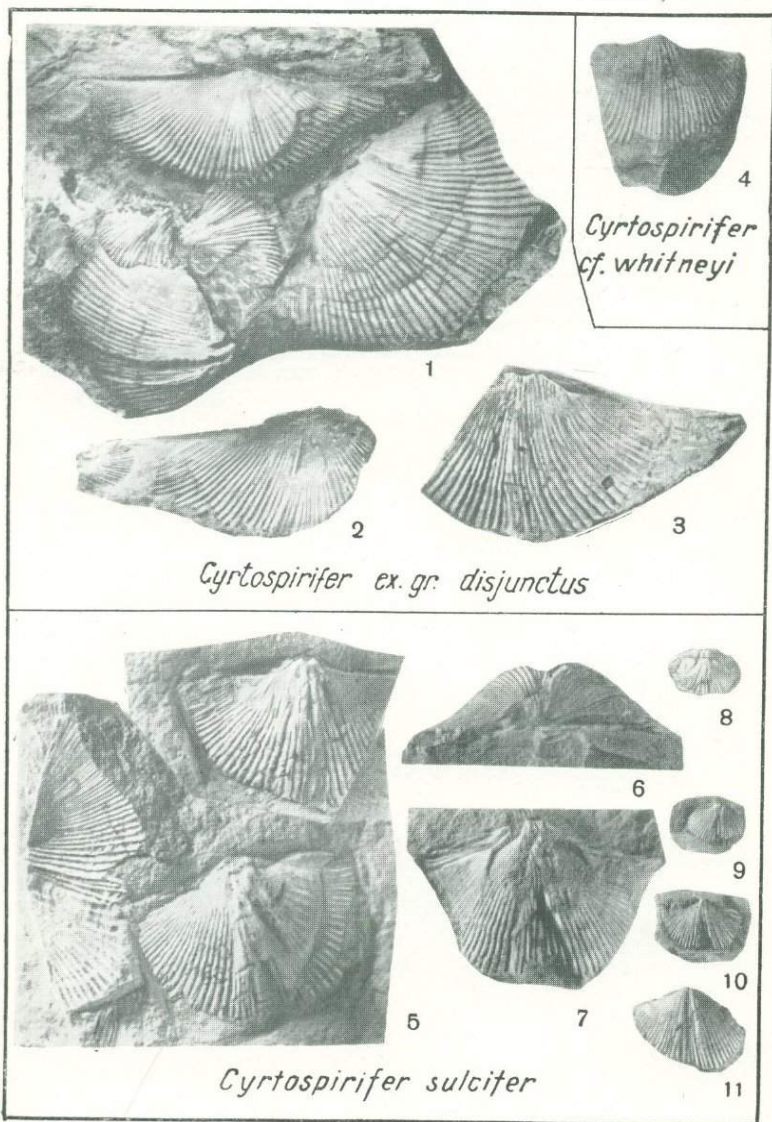 4
Cyrtospirifer
cf. whitneyi
1
2
3
Cyrtospirifer ex. gr. disjunctus
8
6
9
10
5
7
11
Cyrtospirifer sulcifer